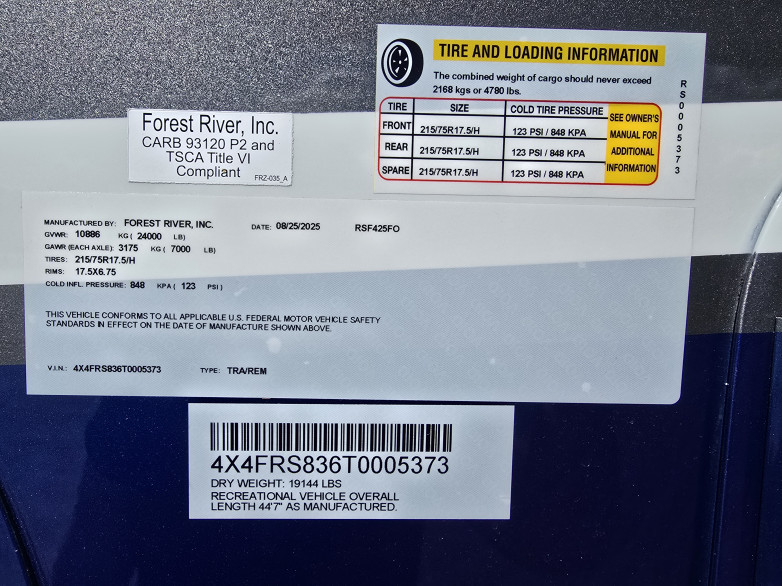 TIRE AND LOADING INFORMATION
The combined weight of cargo should never exceed
2168 kgs or 4780 lbs.
TIRE SIZE COLD TIRE PRESSURE
FRONT 215/75R17.5/H 123 PSI / 848 KPA
REAR 215/75R17.5/H 123 PSI / 848 KPA
SPARE 215/75R17.5/H 123 PSI / 848 KPA
SEE OWNER'S
MANUAL FOR
ADDITIONAL
INFORMATION
RS0005373
Forest River, Inc.
CARB 93120 P2 and
TSCA Title VI
Compliant
FRZ-035_A
MANUFACTURED BY: FOREST RIVER, INC. DATE: 08/25/2025 RSF425FO
GVWR: 10886 KG ( 24000 LB)
GAWR (EACH AXLE): 3175 KG ( 7000 LB)
TIRES: 215/75R17.5/H
RIMS: 17.5X6.75
COLD INFL. PRESSURE: 848 KPA ( 123 PSI )
THIS VEHICLE CONFORMS TO ALL APPLICABLE U.S. FEDERAL MOTOR VEHICLE SAFETY
STANDARDS IN EFFECT ON THE DATE OF MANUFACTURE SHOWN ABOVE.
V.I.N.: 4X4FRS836T0005373 TYPE: TRA/REM
4X4FRS836T0005373
DRY WEIGHT: 19144 LBS
RECREATIONAL VEHICLE OVERALL
LENGTH 44'7" AS MANUFACTURED.